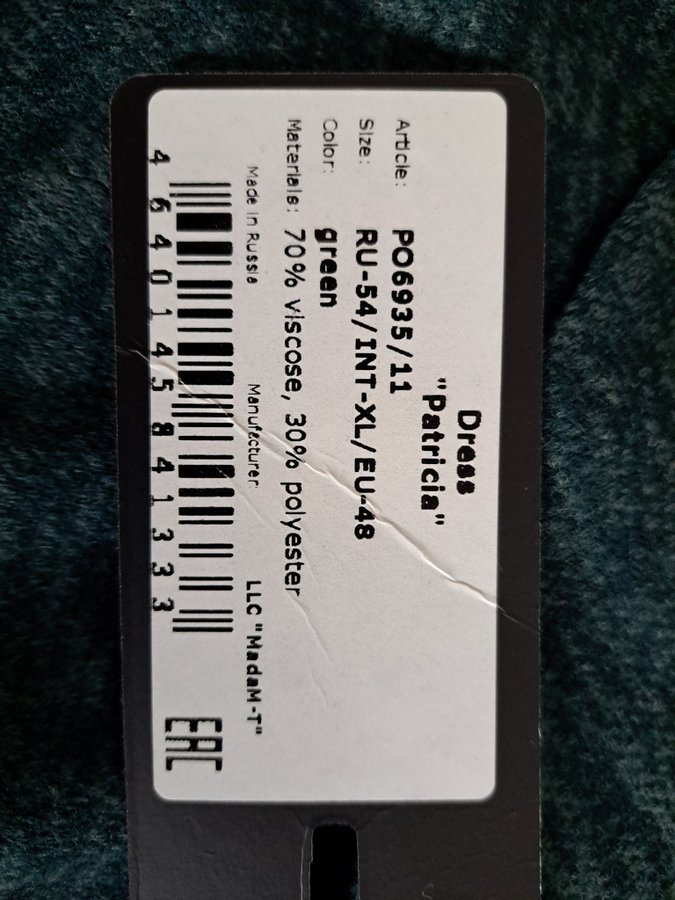 Dress
"Patricia"
Article: PO6935/11
Size: RU-54/INT-XL/EU-48
Color: green
Materials: 70% viscose, 30% polyester
Made in Russia Manufacturer: LLC "MadaM-T"
4 640145 841333
EAC